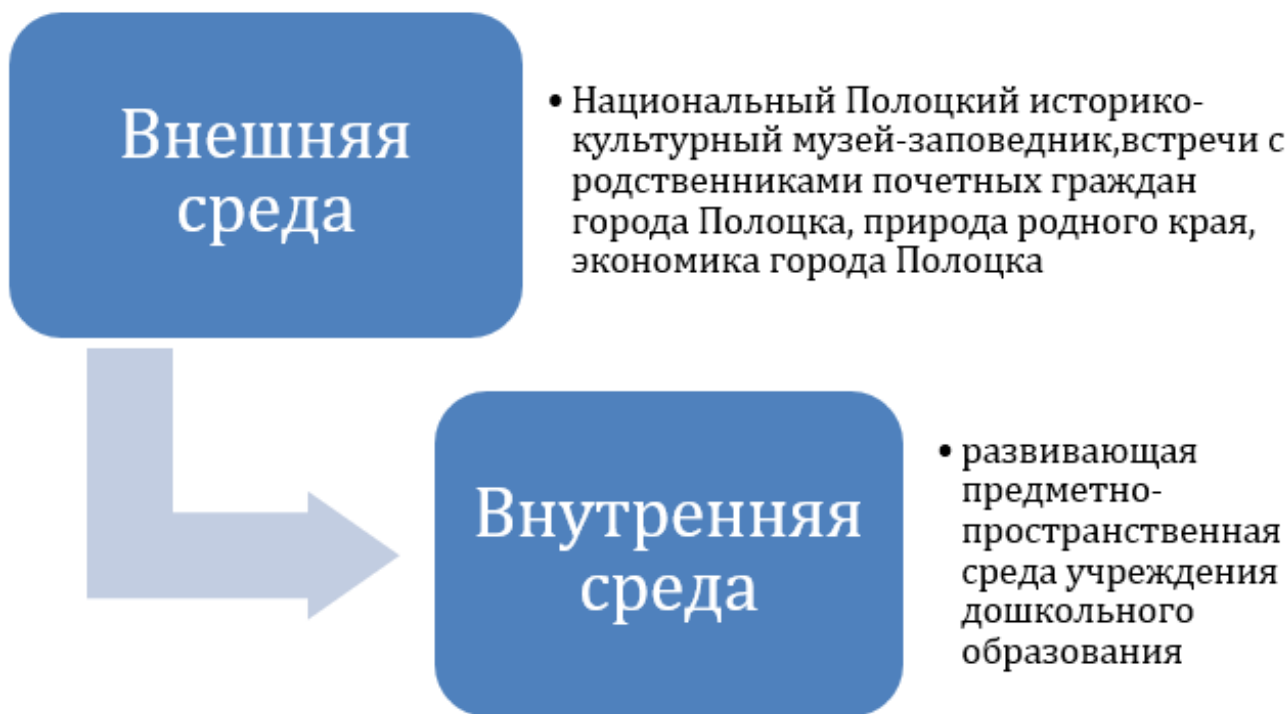 Внешняя
среда
• Национальный Полоцкий историко-
культурный музей-заповедник,встречи с
родственниками почетных граждан
города Полоцка, природа родного края,
экономика города Полоцка
Внутренняя
среда
• развивающая
предметно-
пространственная
среда учреждения
дошкольного
образования